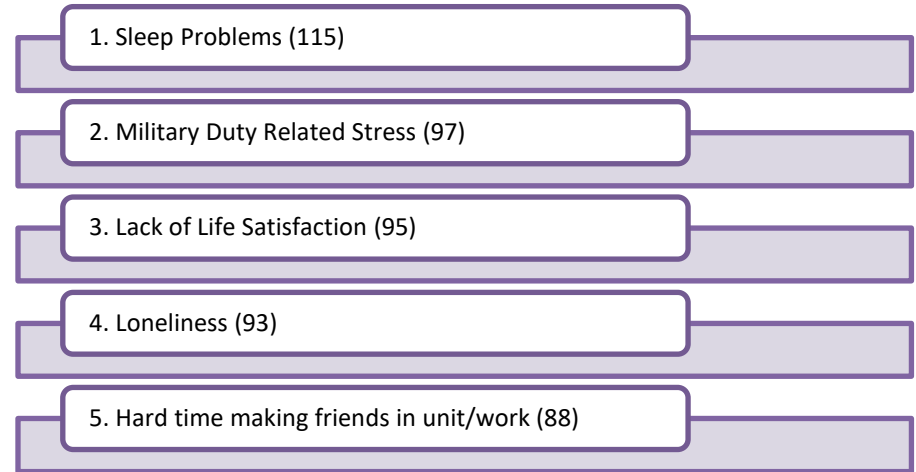 1. Sleep Problems (115)
2. Military Duty Related Stress (97)
3. Lack of Life Satisfaction (95)
4. Loneliness (93)
5. Hard time making friends in unit/work (88)